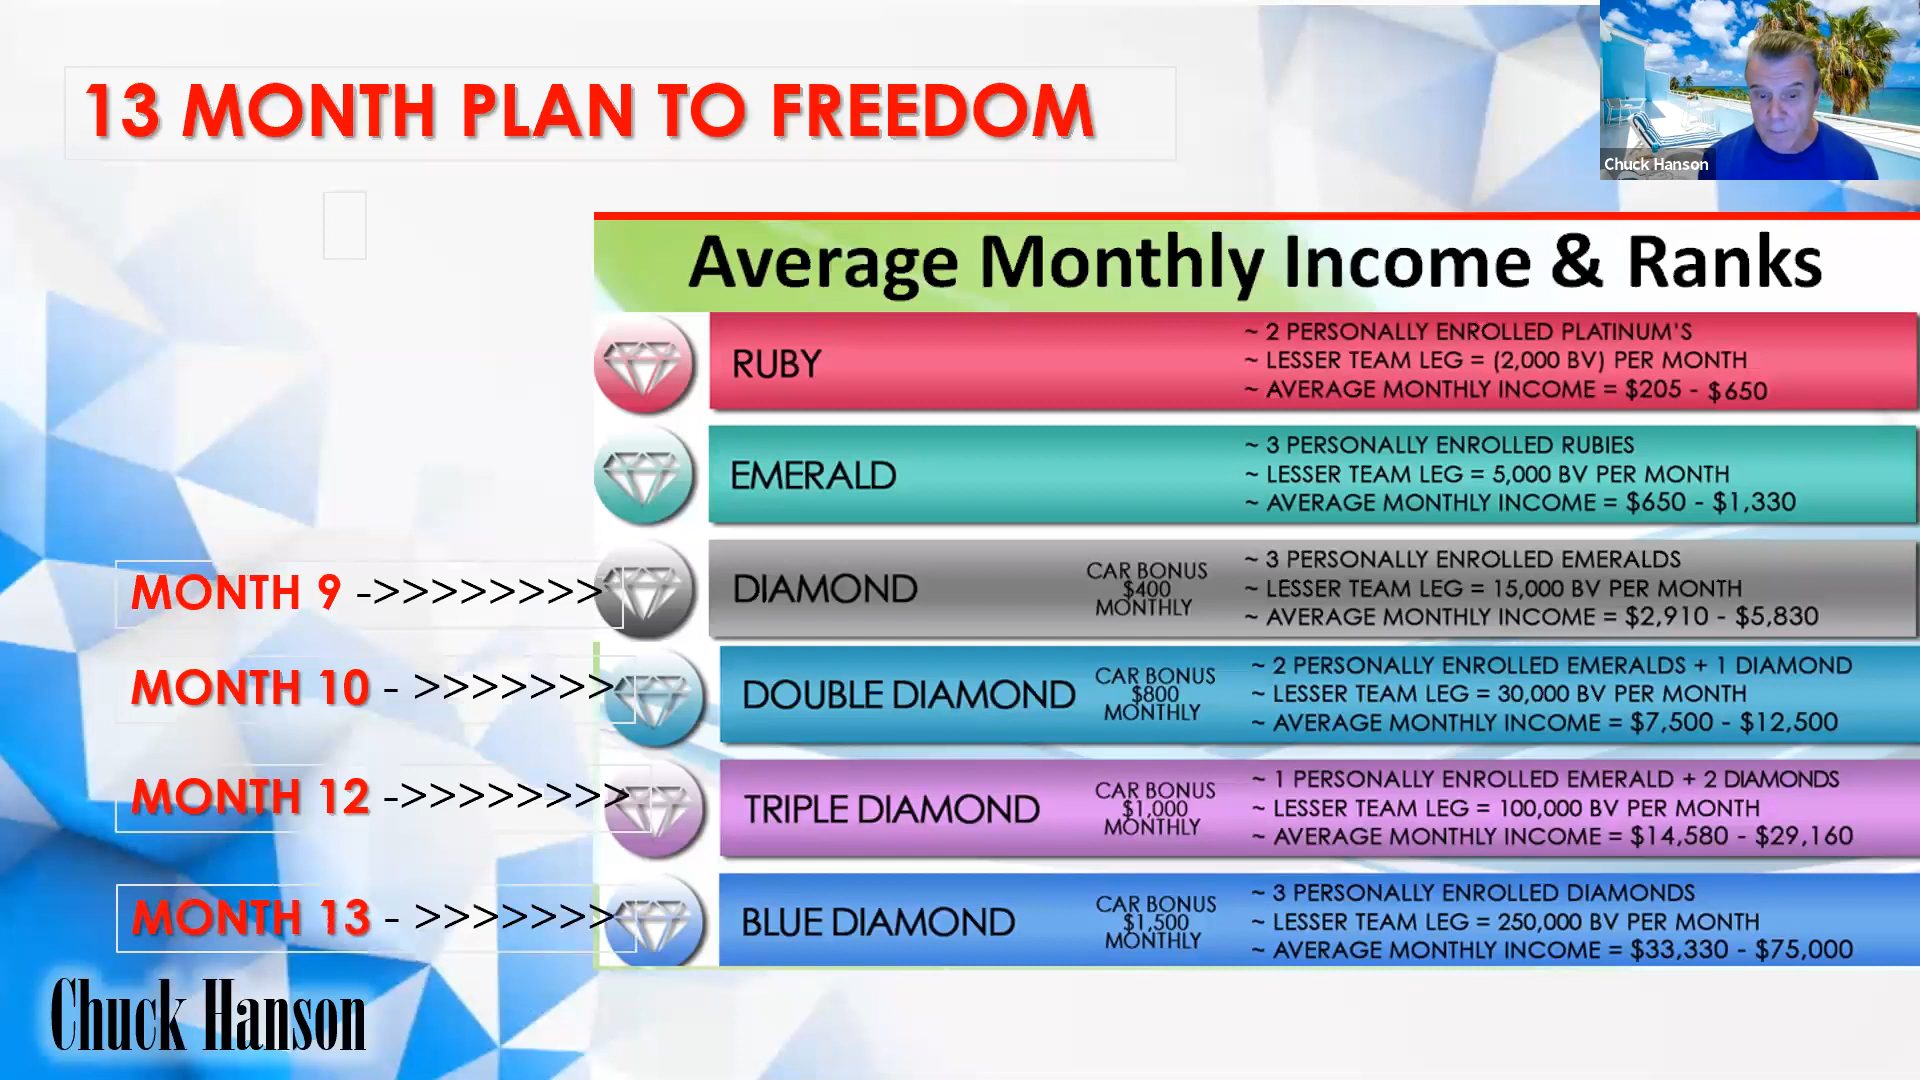 13 MONTH PLAN TO FREEDOM
Chuck Hanson
Average Monthly Income & Ranks
RUBY
~ 2 PERSONALLY ENROLLED PLATINUM'S
~ LESSER TEAM LEG = (2,000 BV) PER MONTH
~ AVERAGE MONTHLY INCOME = $205 - $650
EMERALD
~ 3 PERSONALLY ENROLLED RUBIES
~ LESSER TEAM LEG = 5,000 BV PER MONTH
~ AVERAGE MONTHLY INCOME = $650 - $1,330
MONTH 9 ->>>>>>>>>
DIAMOND
CAR BONUS
$400
MONTHLY
~ 3 PERSONALLY ENROLLED EMERALDS
~ LESSER TEAM LEG = 15,000 BV PER MONTH
~ AVERAGE MONTHLY INCOME = $2,910 - $5,830
MONTH 10 - >>>>>>>
DOUBLE DIAMOND
CAR BONUS
$800
MONTHLY
~ 2 PERSONALLY ENROLLED EMERALDS + 1 DIAMOND
~ LESSER TEAM LEG = 30,000 BV PER MONTH
~ AVERAGE MONTHLY INCOME = $7,500 - $12,500
MONTH 12 ->>>>>>>>>
TRIPLE DIAMOND
CAR BONUS
$1,000
MONTHLY
~ 1 PERSONALLY ENROLLED EMERALD + 2 DIAMONDS
~ LESSER TEAM LEG = 100,000 BV PER MONTH
~ AVERAGE MONTHLY INCOME = $14,580 - $29,160
MONTH 13 - >>>>>>>
BLUE DIAMOND
CAR BONUS
$1,500
MONTHLY
~ 3 PERSONALLY ENROLLED DIAMONDS
~ LESSER TEAM LEG = 250,000 BV PER MONTH
~ AVERAGE MONTHLY INCOME = $33,330 - $75,000
Chuck Hanson